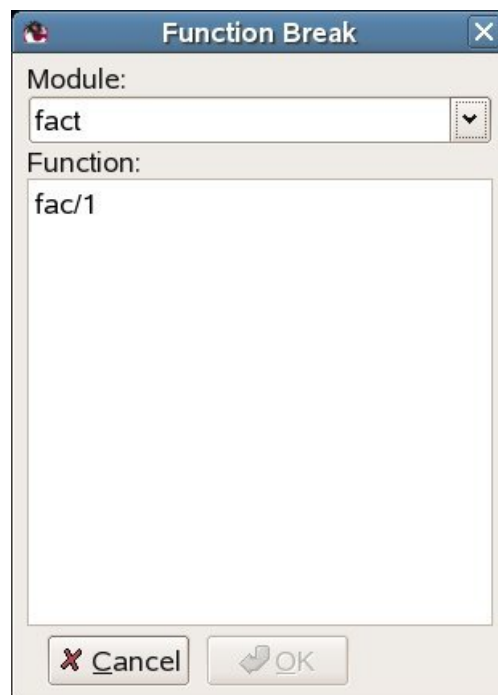 Function Break
Module:
fact
Function:
fac/1
Cancel OK